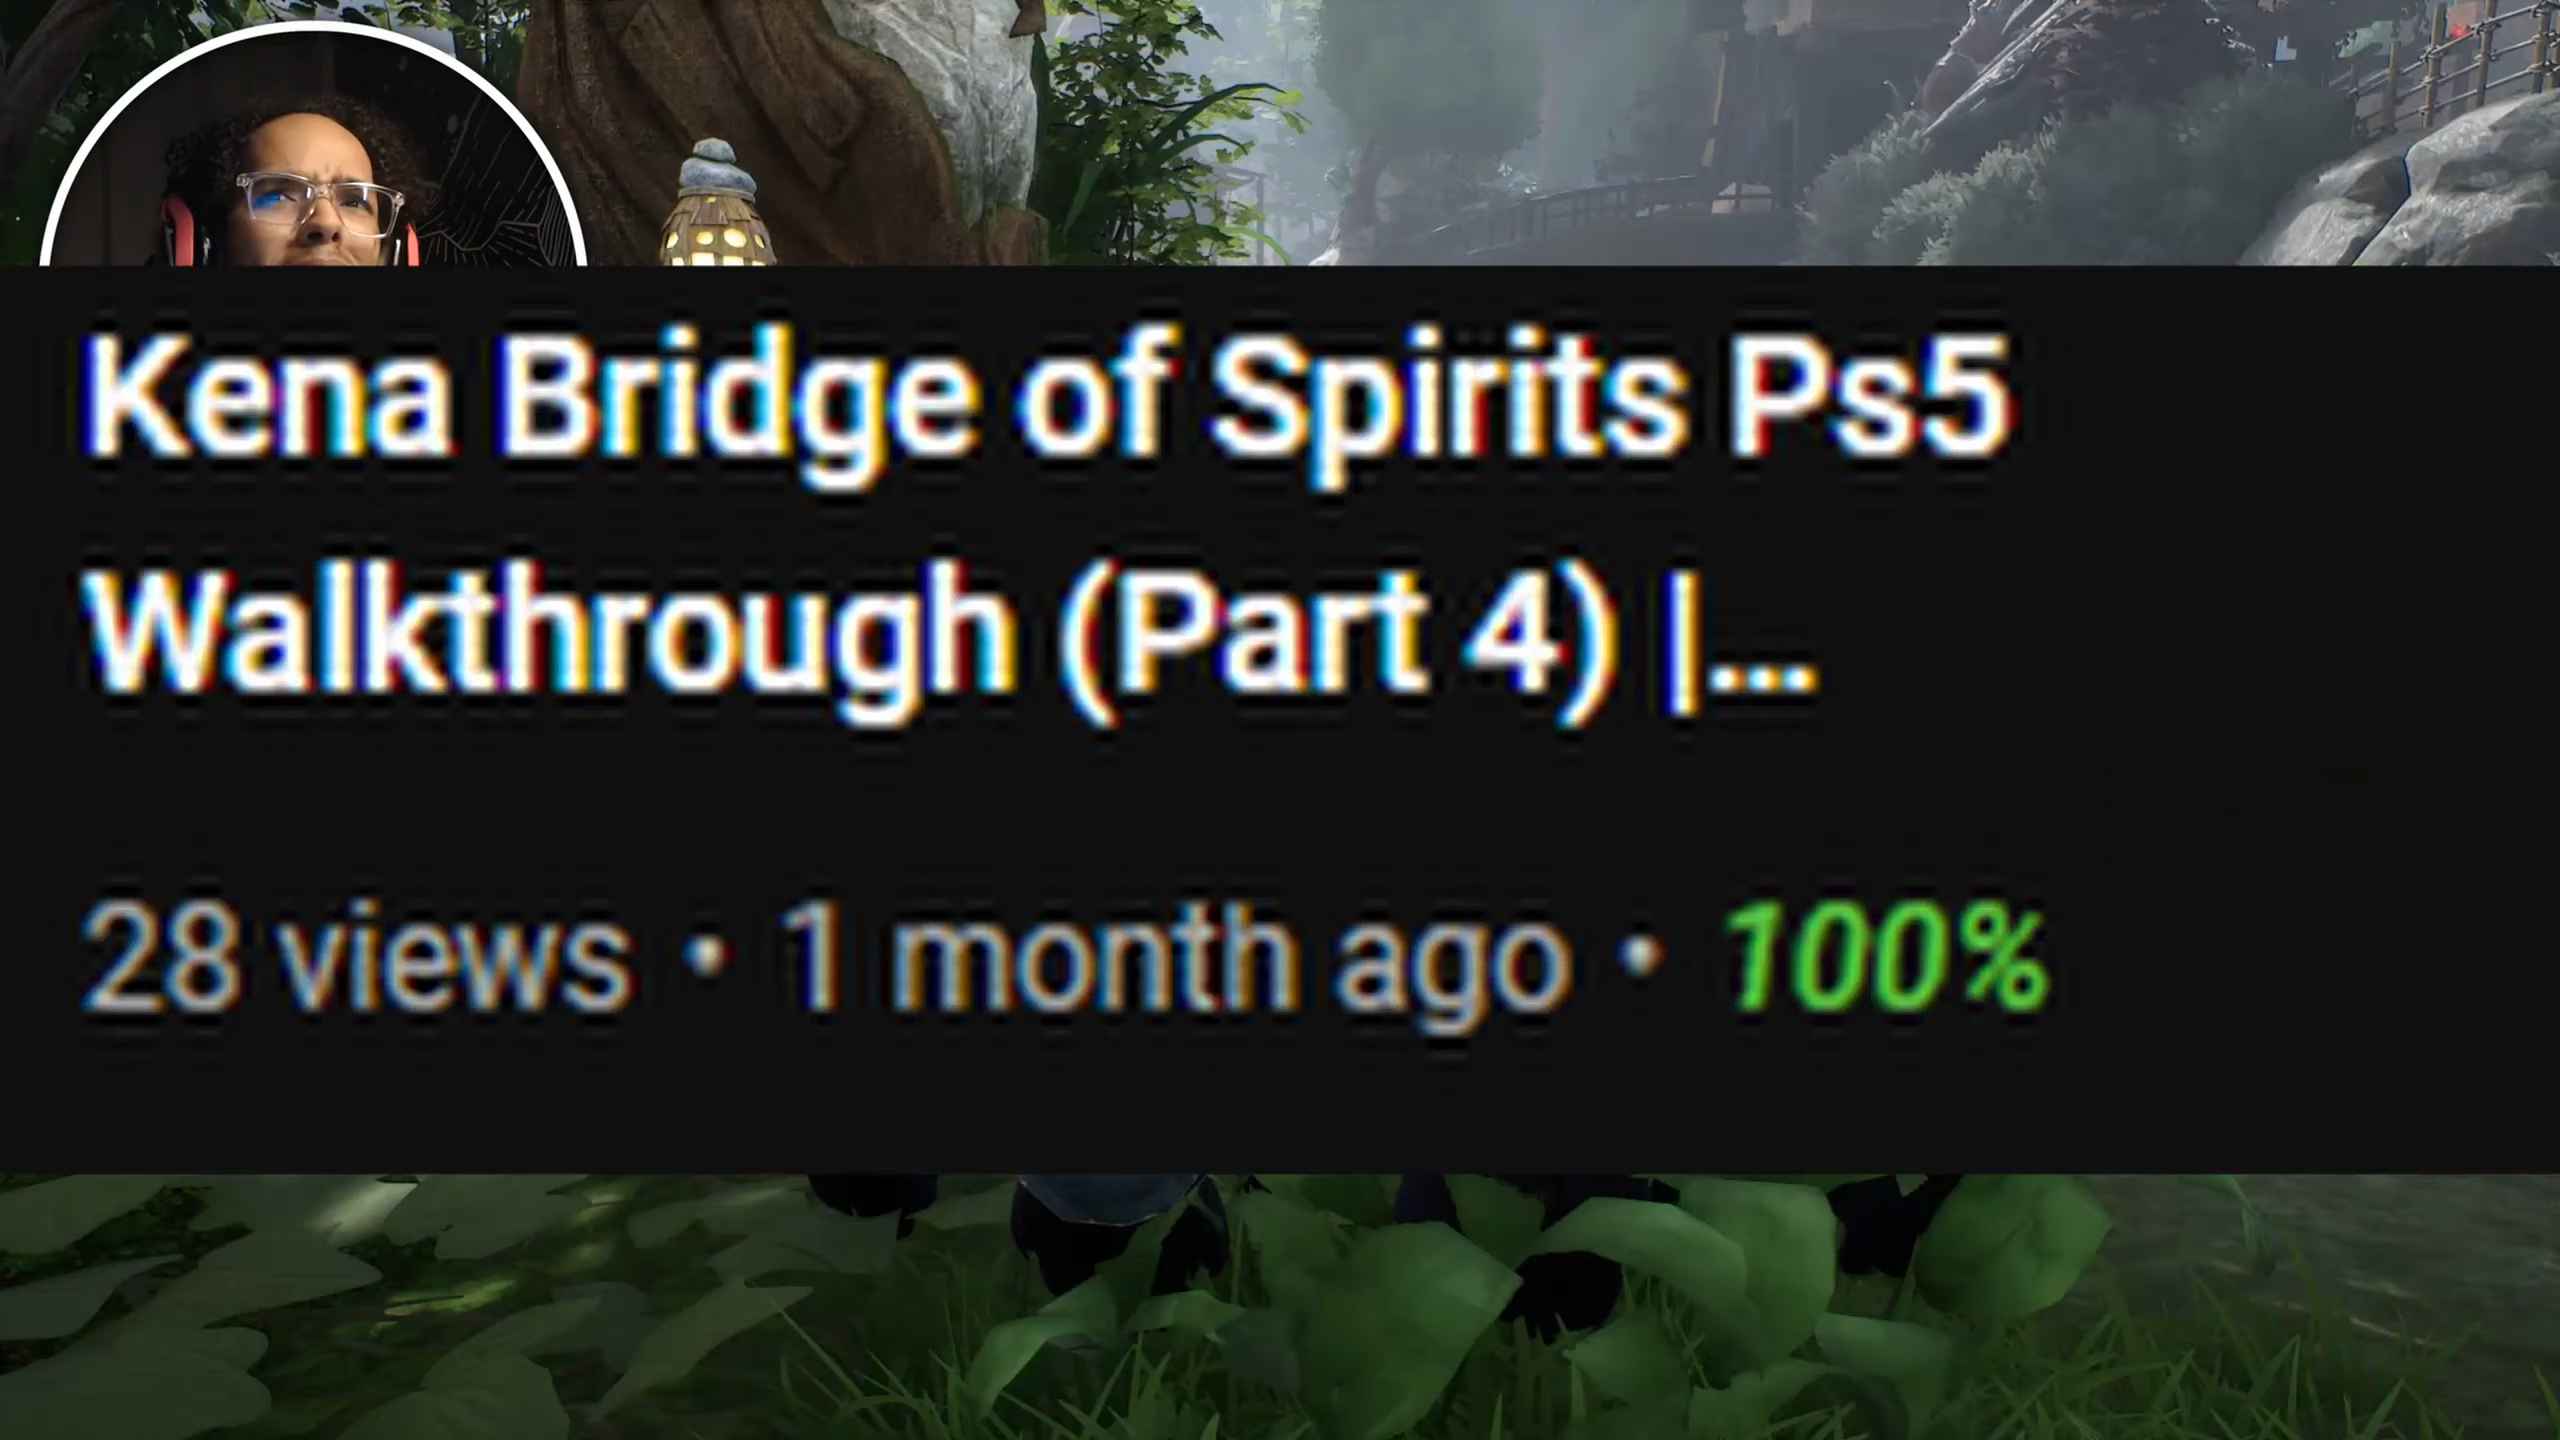 Kena Bridge of Spirits Ps5
Walkthrough (Part 4) |...
28 views • 1 month ago • 100%